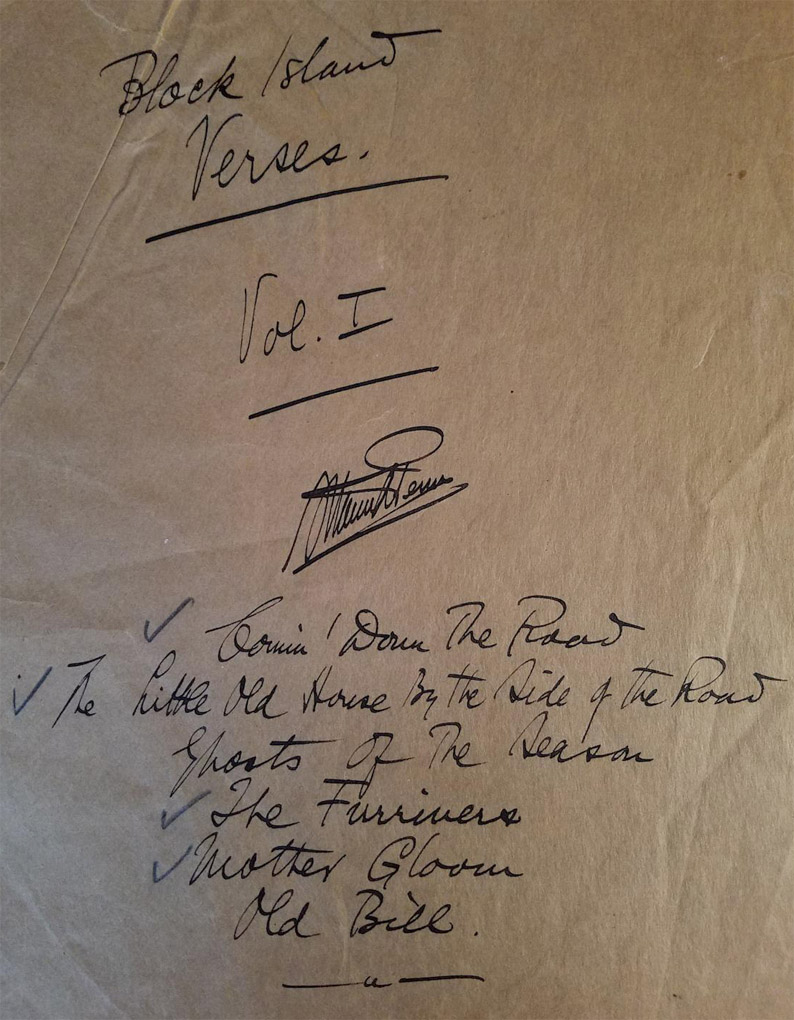 Block Island
Verses.
Vol. I
Comin' Down The Road
The Little Old House By the Side of the Road
Ghosts Of The Season
The Furriners
Mother Gloom
Old Bill.